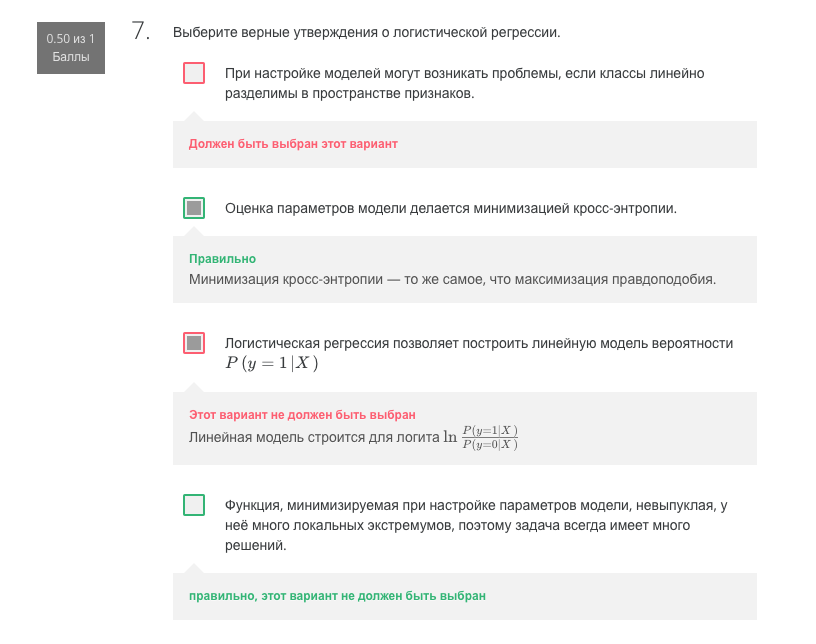 0.50 из 1
Баллы
7.
Выберите верные утверждения о логистической регрессии.
При настройке моделей могут возникать проблемы, если классы линейно
разделимы в пространстве признаков.
Должен быть выбран этот вариант
Оценка параметров модели делается минимизацией кросс-энтропии.
Правильно
Минимизация кросс-энтропии — то же самое, что максимизация правдоподобия.
Логистическая регрессия позволяет построить линейную модель вероятности
P (y = 1 |X )
Этот вариант не должен быть выбран
Линейная модель строится для логита ln P(y=1|X ) / P(y=0|X )
Функция, минимизируемая при настройке параметров модели, невыпуклая, у
неё много локальных экстремумов, поэтому задача всегда имеет много
решений.
правильно, этот вариант не должен быть выбран